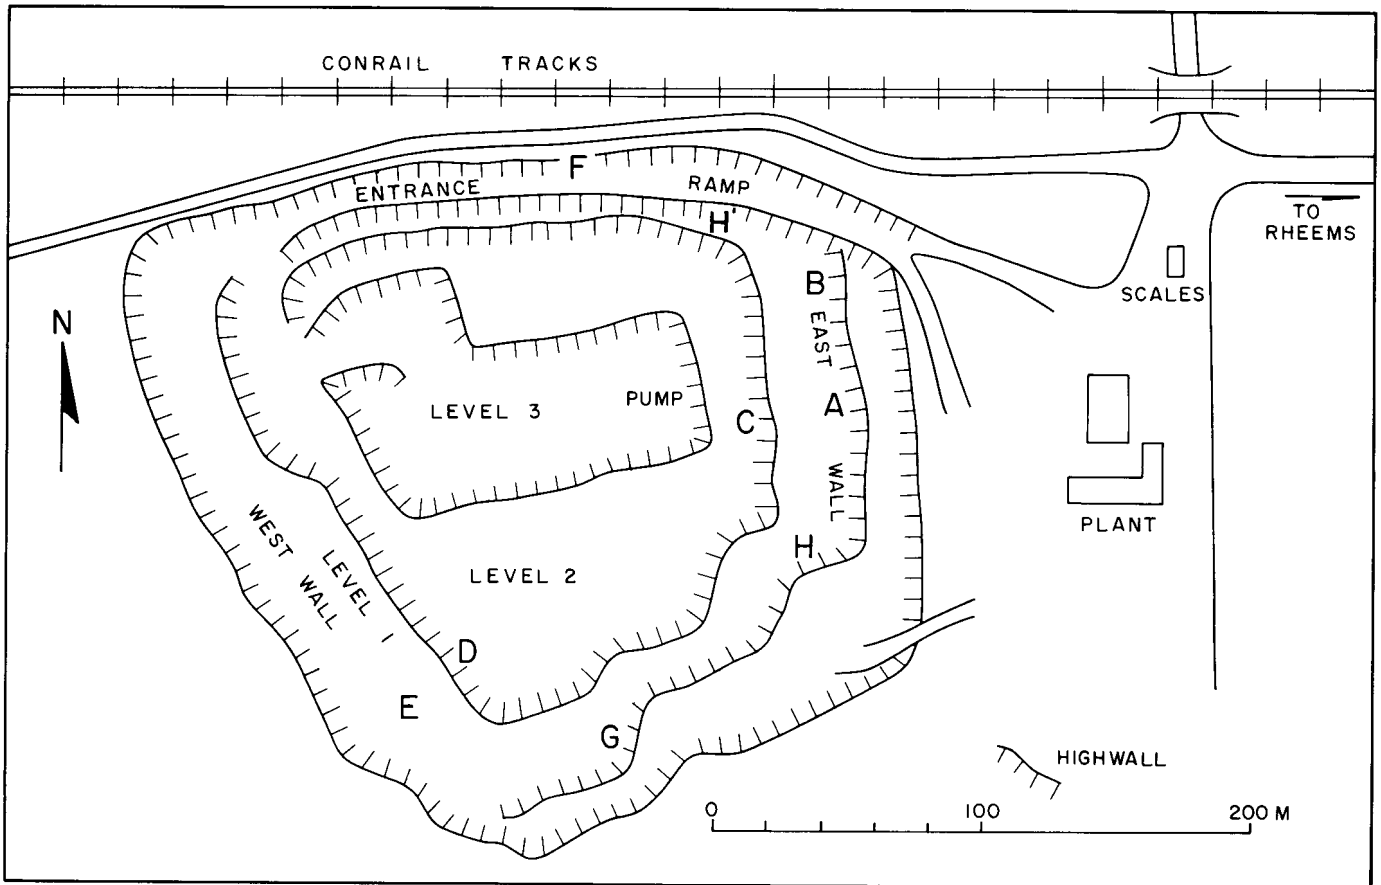 CONRAIL TRACKS
F
ENTRANCE
RAMP
H'
TO
RHEEMS
B
SCALES
N
EAST
WALL
A
PUMP
LEVEL 3
C
WEST
WALL
LEVEL 1
PLANT
H
LEVEL 2
D
E
G
HIGHWALL
0 100 200 M